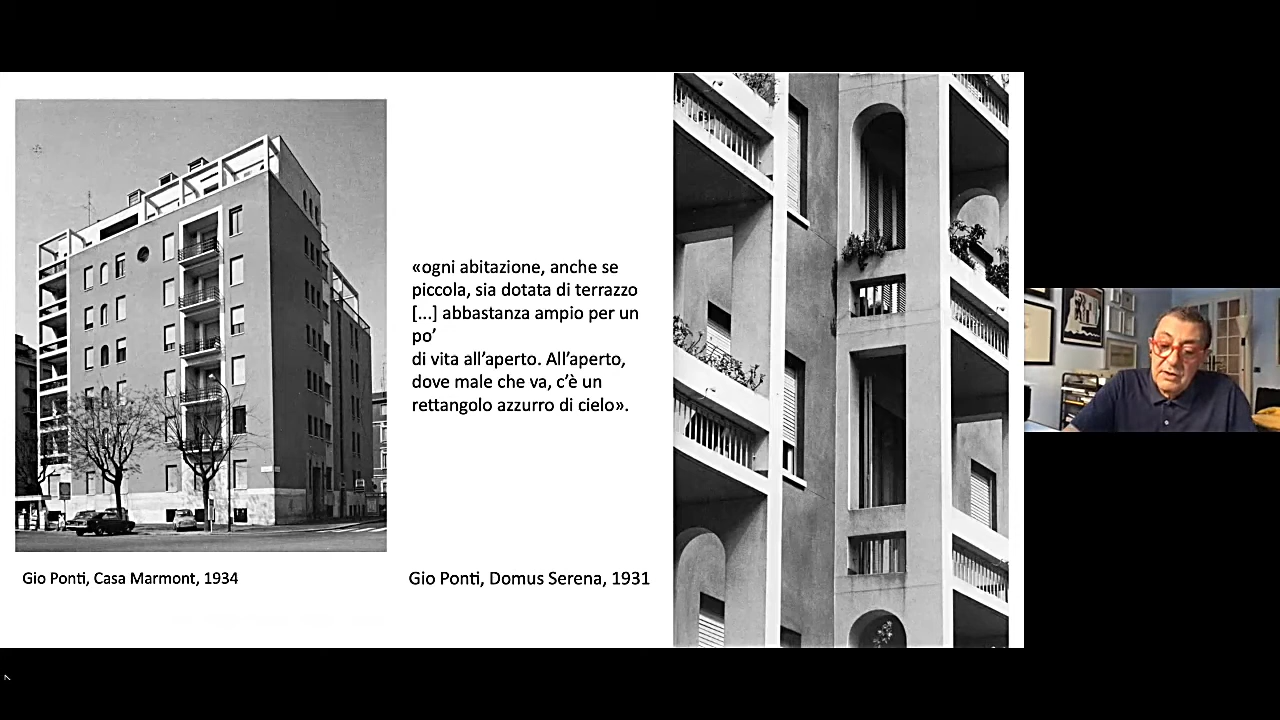 «ogni abitazione, anche se
piccola, sia dotata di terrazzo
[...] abbastanza ampio per un
po’
di vita all’aperto. All’aperto,
dove male che va, c’è un
rettangolo azzurro di cielo».
Gio Ponti, Casa Marmont, 1934
Gio Ponti, Domus Serena, 1931